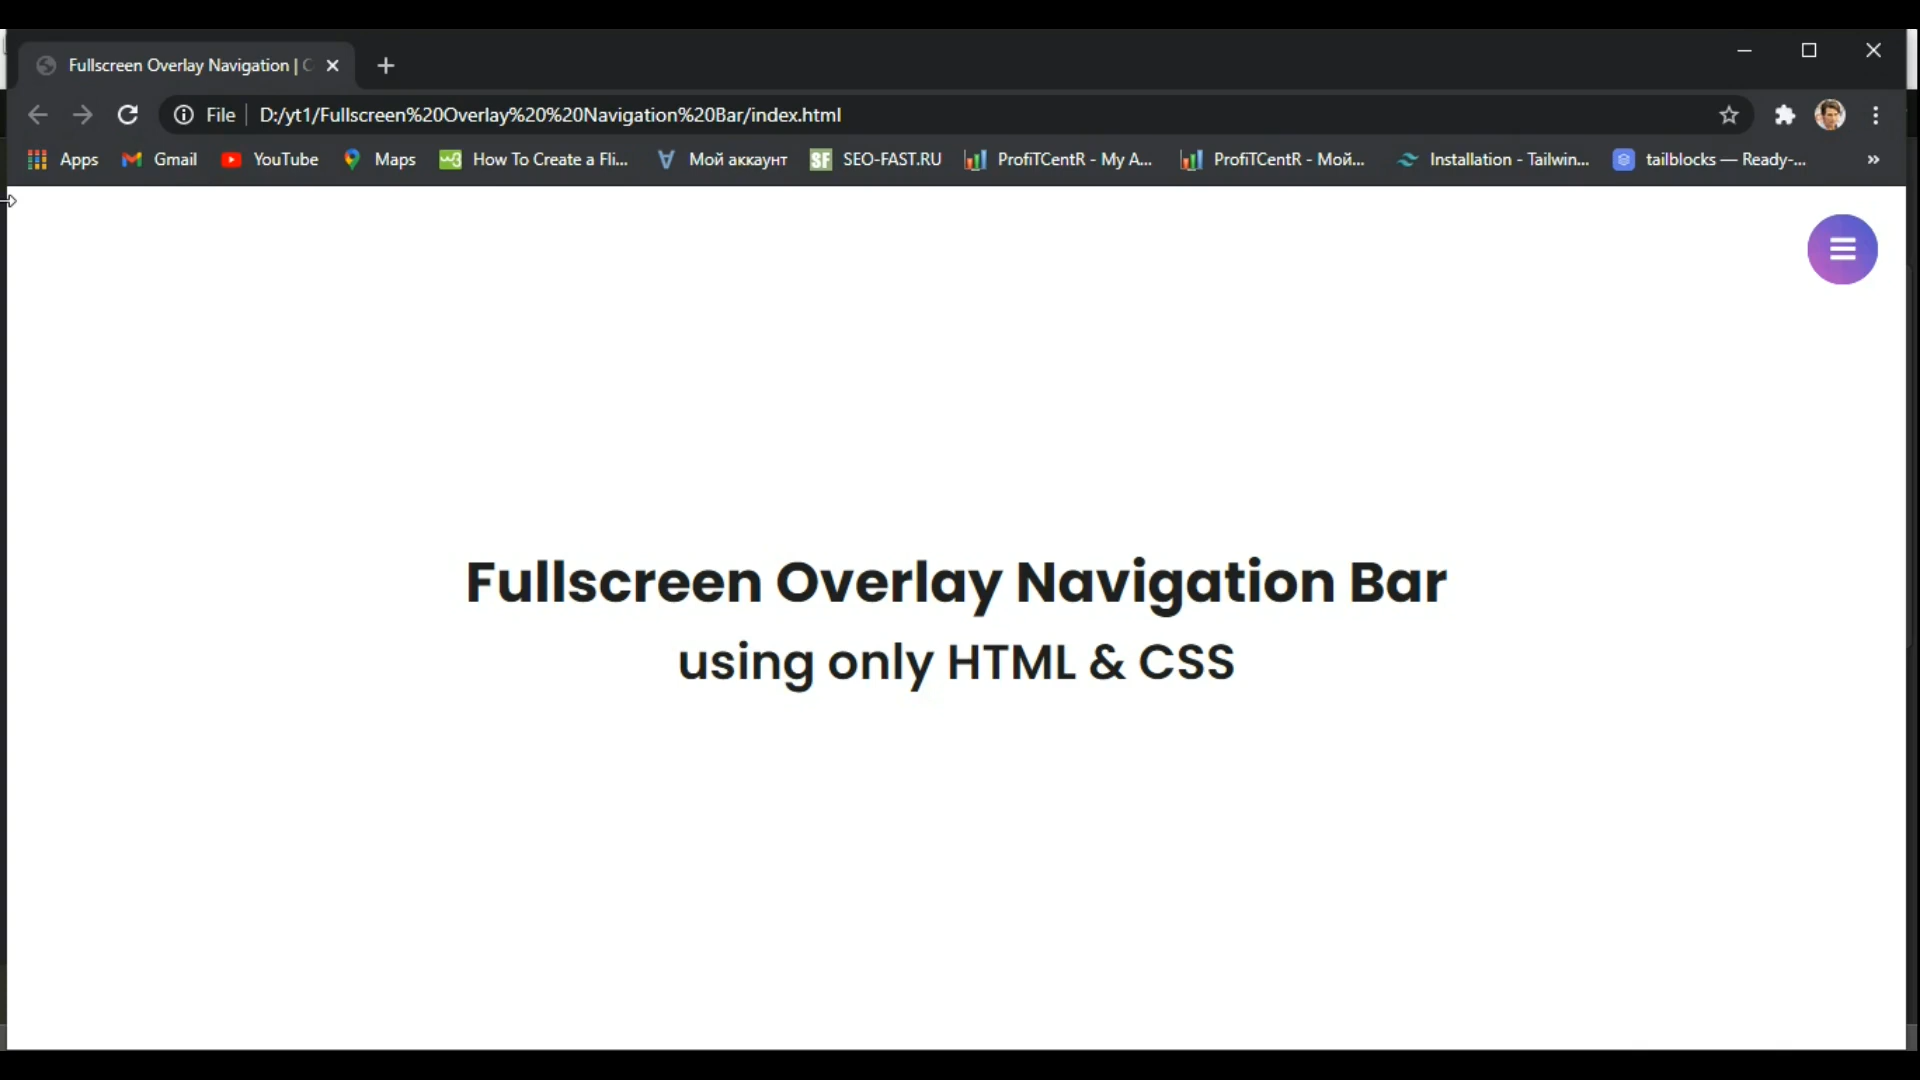 Fullscreen Overlay Navigation | C
File D:/yt1/Fullscreen%20Overlay%20%20Navigation%20Bar/index.html
Apps Gmail YouTube Maps How To Create a Fli... Мой аккаунт SF SEO-FAST.RU ProfiTCentR - My A... ProfiTCentR - Мой... Installation - Tailwin... tailblocks — Ready-... »
Fullscreen Overlay Navigation Bar
using only HTML & CSS